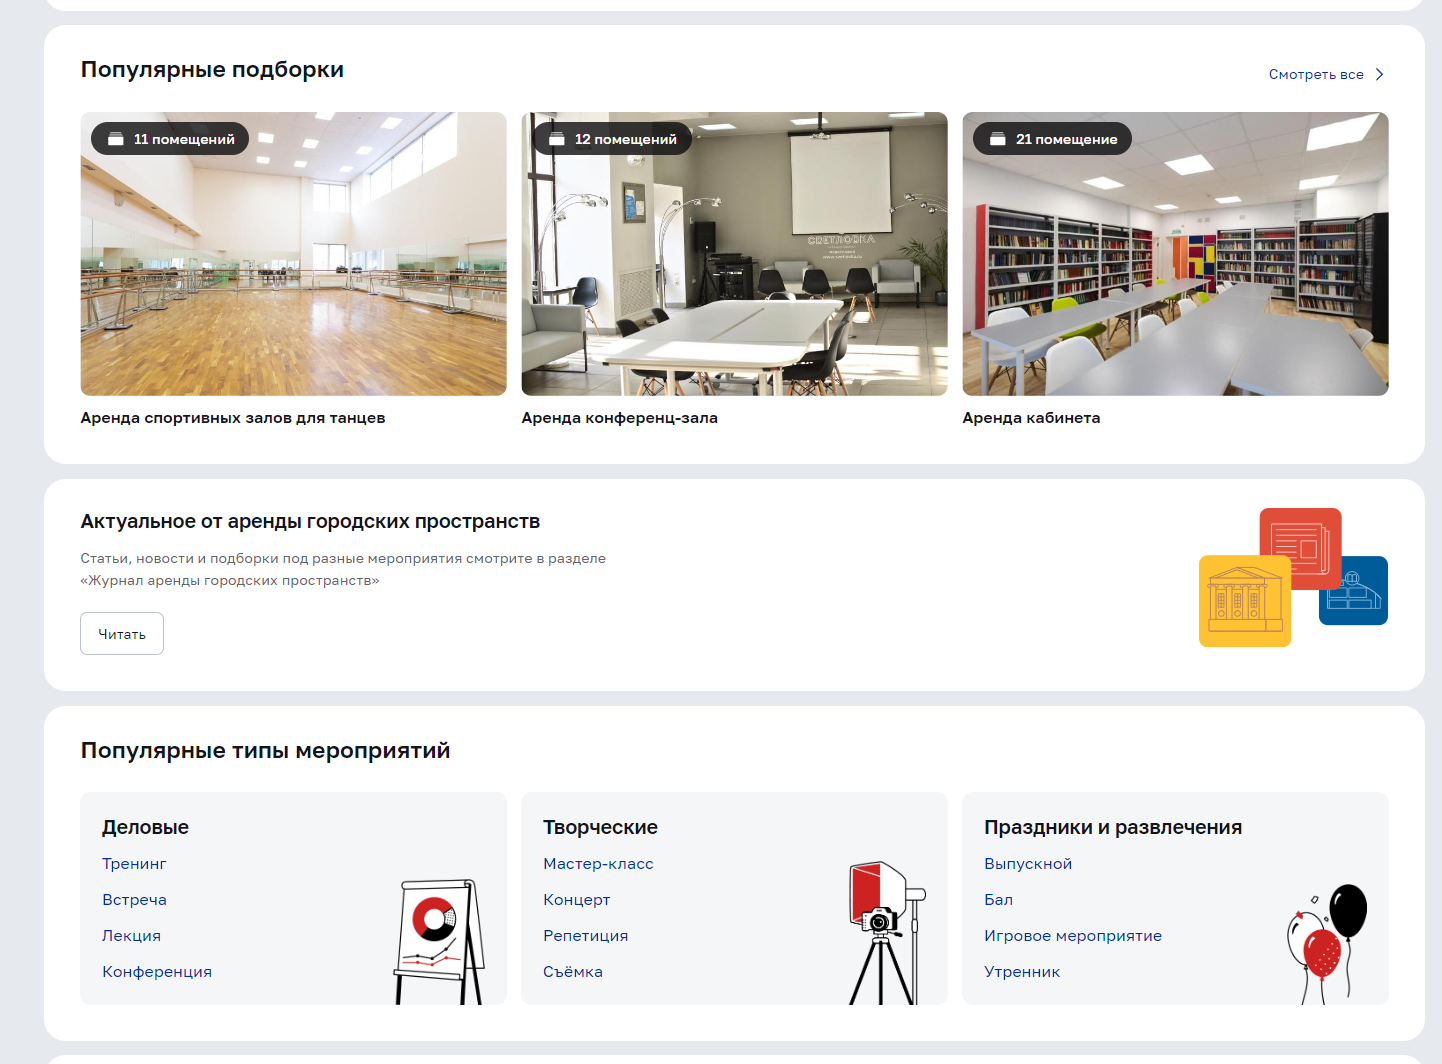 Популярные подборки
Смотреть все
11 помещений
12 помещений
21 помещение
СВЕТЛОВКА
Аренда спортивных залов для танцев
Аренда конференц-зала
Аренда кабинета
Актуальное от аренды городских пространств
Статьи, новости и подборки под разные мероприятия смотрите в разделе
«Журнал аренды городских пространств»
Читать
Популярные типы мероприятий
Деловые
Тренинг
Встреча
Лекция
Конференция
Творческие
Мастер-класс
Концерт
Репетиция
Съёмка
Праздники и развлечения
Выпускной
Бал
Игровое мероприятие
Утренник